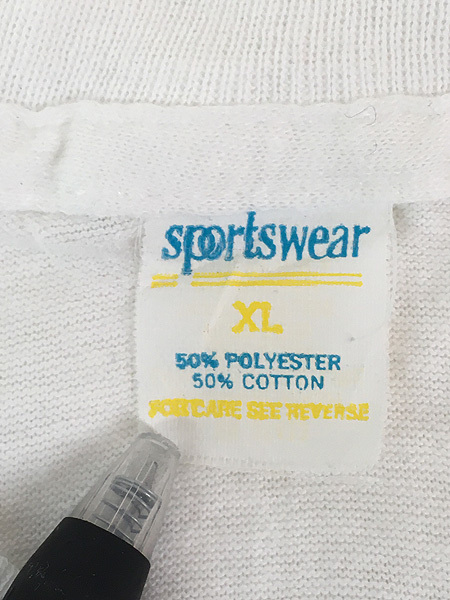 sportswear
XL
50% POLYESTER
50% COTTON
FOR CARE SEE REVERSE